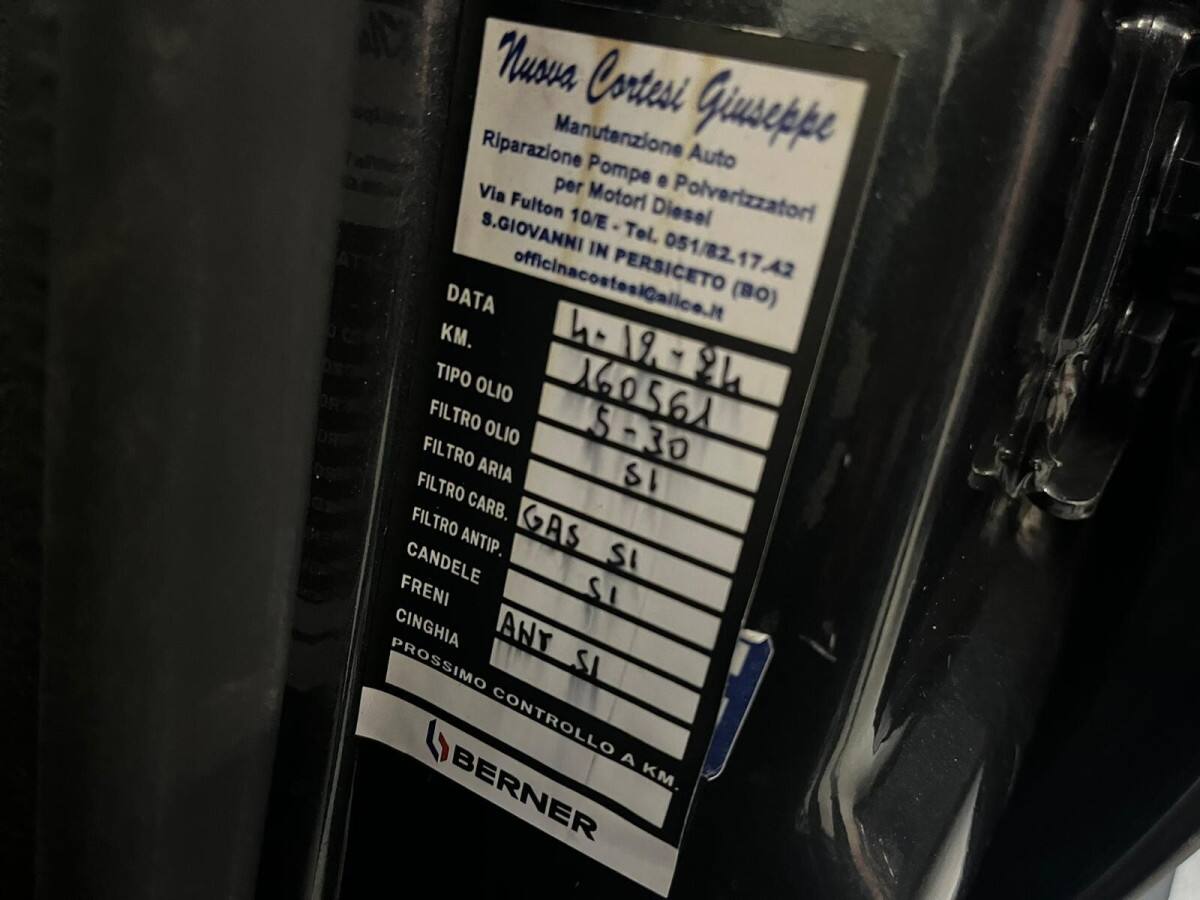 Nuova Cortesi Giuseppe
Manutenzione Auto
Riparazione Pompe e Polverizzatori
per Motori Diesel
Via Fulton 10/E - Tel. 051/82.17.42
S.GIOVANNI IN PERSICETO (BO)
officinacostesi@alice.it
DATA 4-12-24
KM. 160561
TIPO OLIO 5-30
FILTRO OLIO SI
FILTRO ARIA
FILTRO CARB. GAS SI
FILTRO ANTIP. SI
CANDELE
FRENI ANT SI
CINGHIA
PROSSIMO CONTROLLO A KM.
BERNER